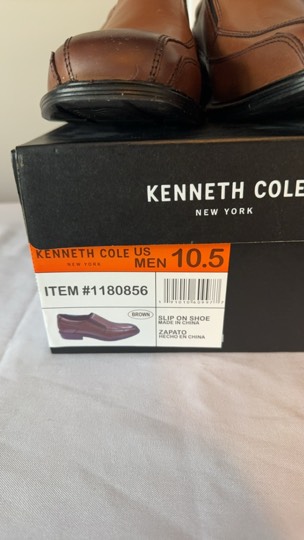 KENNETH COLE
NEW YORK
KENNETH COLE US
NEW YORK
MEN 10.5
ITEM #1180856
BROWN
SLIP ON SHOE
MADE IN CHINA
ZAPATO
HECHO EN CHINA